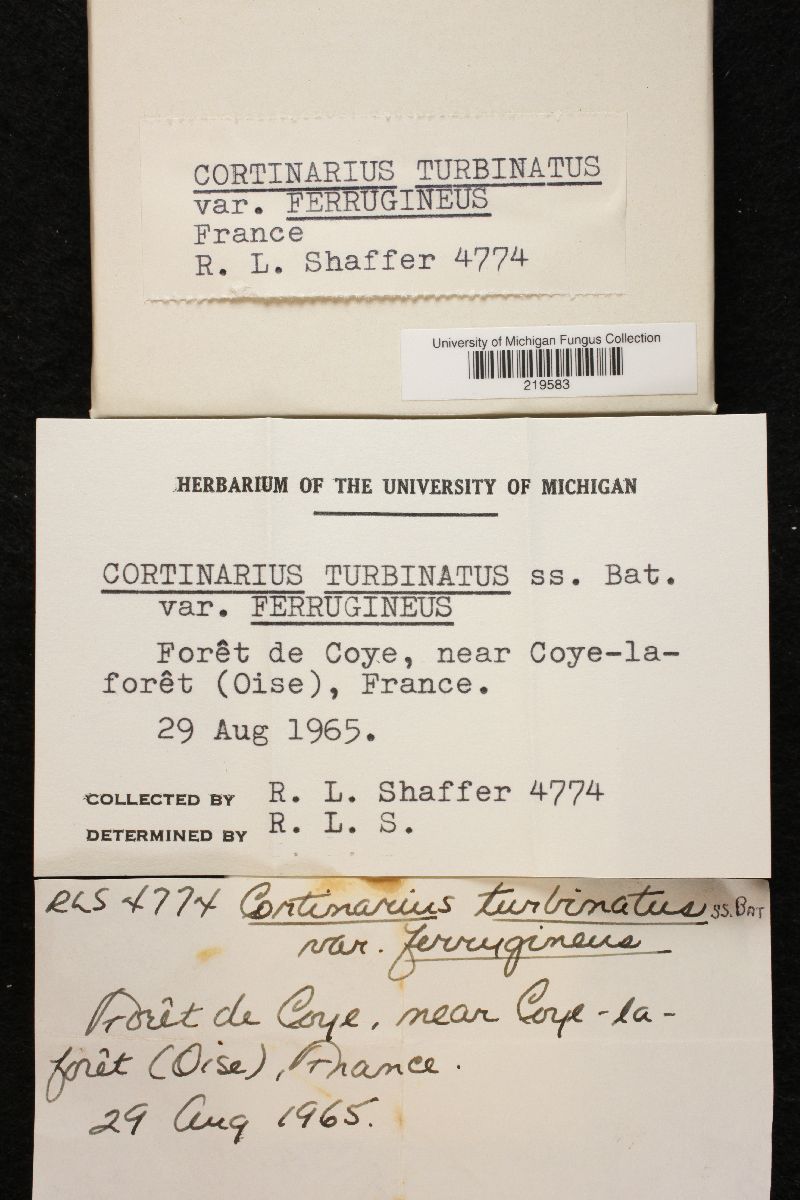 CORTINARIUS TURBINATUS
var. FERRUGINEUS
France
R. L. Shaffer 4774
University of Michigan Fungus Collection
219583
HERBARIUM OF THE UNIVERSITY OF MICHIGAN
CORTINARIUS TURBINATUS ss. Bat.
var. FERRUGINEUS
Forêt de Coye, near Coye-la-
forêt (Oise), France.
29 Aug 1965.
COLLECTED BY R. L. Shaffer 4774
DETERMINED BY R. L. S.
RLS 4774 Cortinarius turbinatus ss. BAT
var. ferrugineus
Forêt de Coye, near Coye-la-
forêt (Oise), France.
29 Aug 1965.